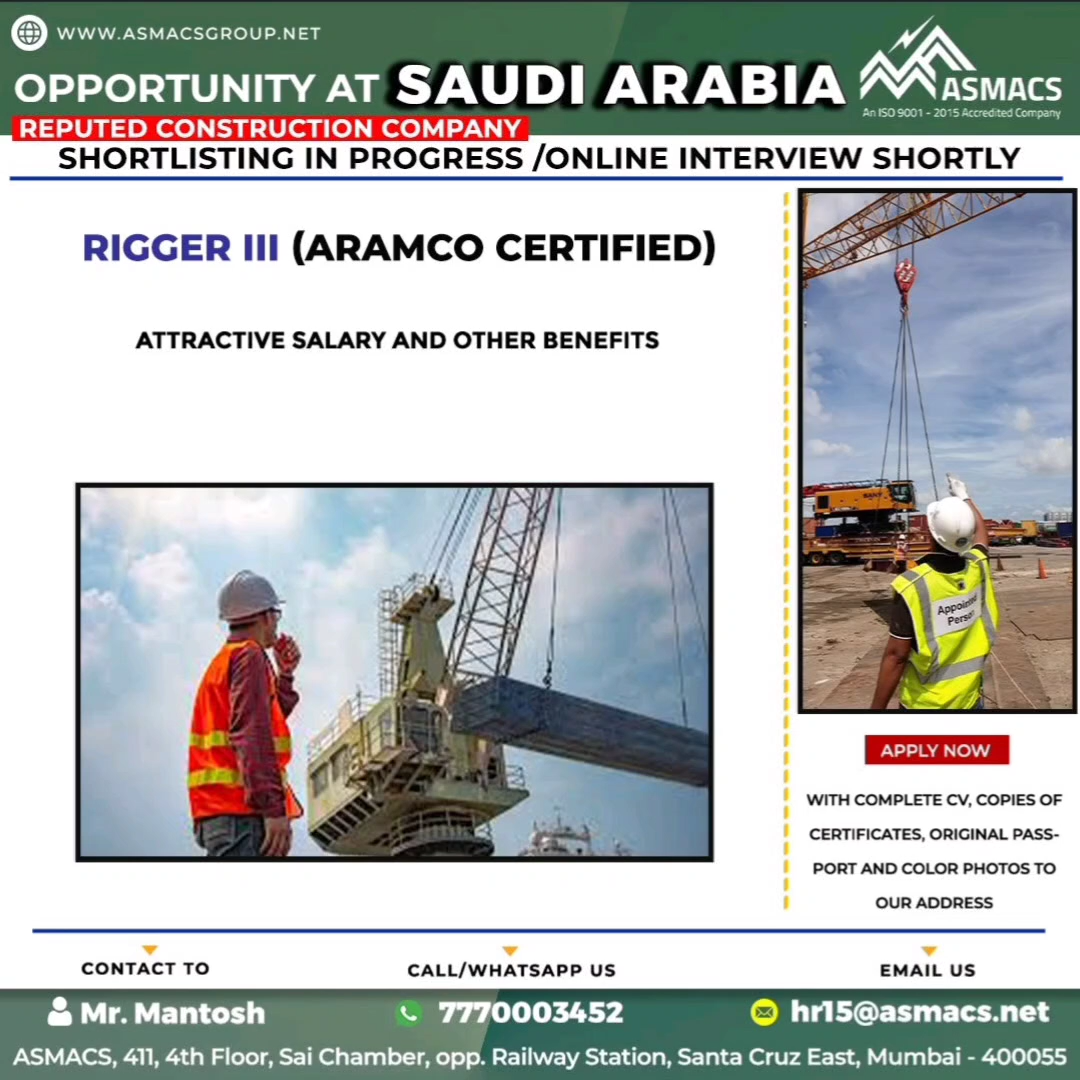 WWW.ASMACSGROUP.NET
OPPORTUNITY AT SAUDI ARABIA
ASMACS
An ISO 9001 - 2015 Accredited Company
REPUTED CONSTRUCTION COMPANY
SHORTLISTING IN PROGRESS /ONLINE INTERVIEW SHORTLY
RIGGER III (ARAMCO CERTIFIED)
ATTRACTIVE SALARY AND OTHER BENEFITS
SANY
Appointed
Person
APPLY NOW
WITH COMPLETE CV, COPIES OF
CERTIFICATES, ORIGINAL PASS-
PORT AND COLOR PHOTOS TO
OUR ADDRESS
CONTACT TO
CALL/WHATSAPP US
EMAIL US
Mr. Mantosh
7770003452
hr15@asmacs.net
ASMACS, 411, 4th Floor, Sai Chamber, opp. Railway Station, Santa Cruz East, Mumbai - 400055